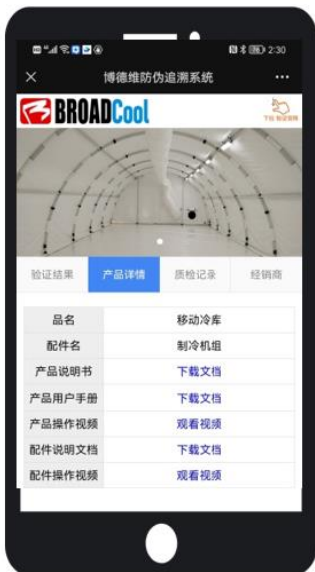 2:30
博德维防伪追溯系统
BROADCool
验证结果 产品详情 质检记录 经销商
品名 移动冷库
配件名 制冷机组
产品说明书 下载文档
产品用户手册 下载文档
产品操作视频 观看视频
配件说明文档 下载文档
配件操作视频 观看视频